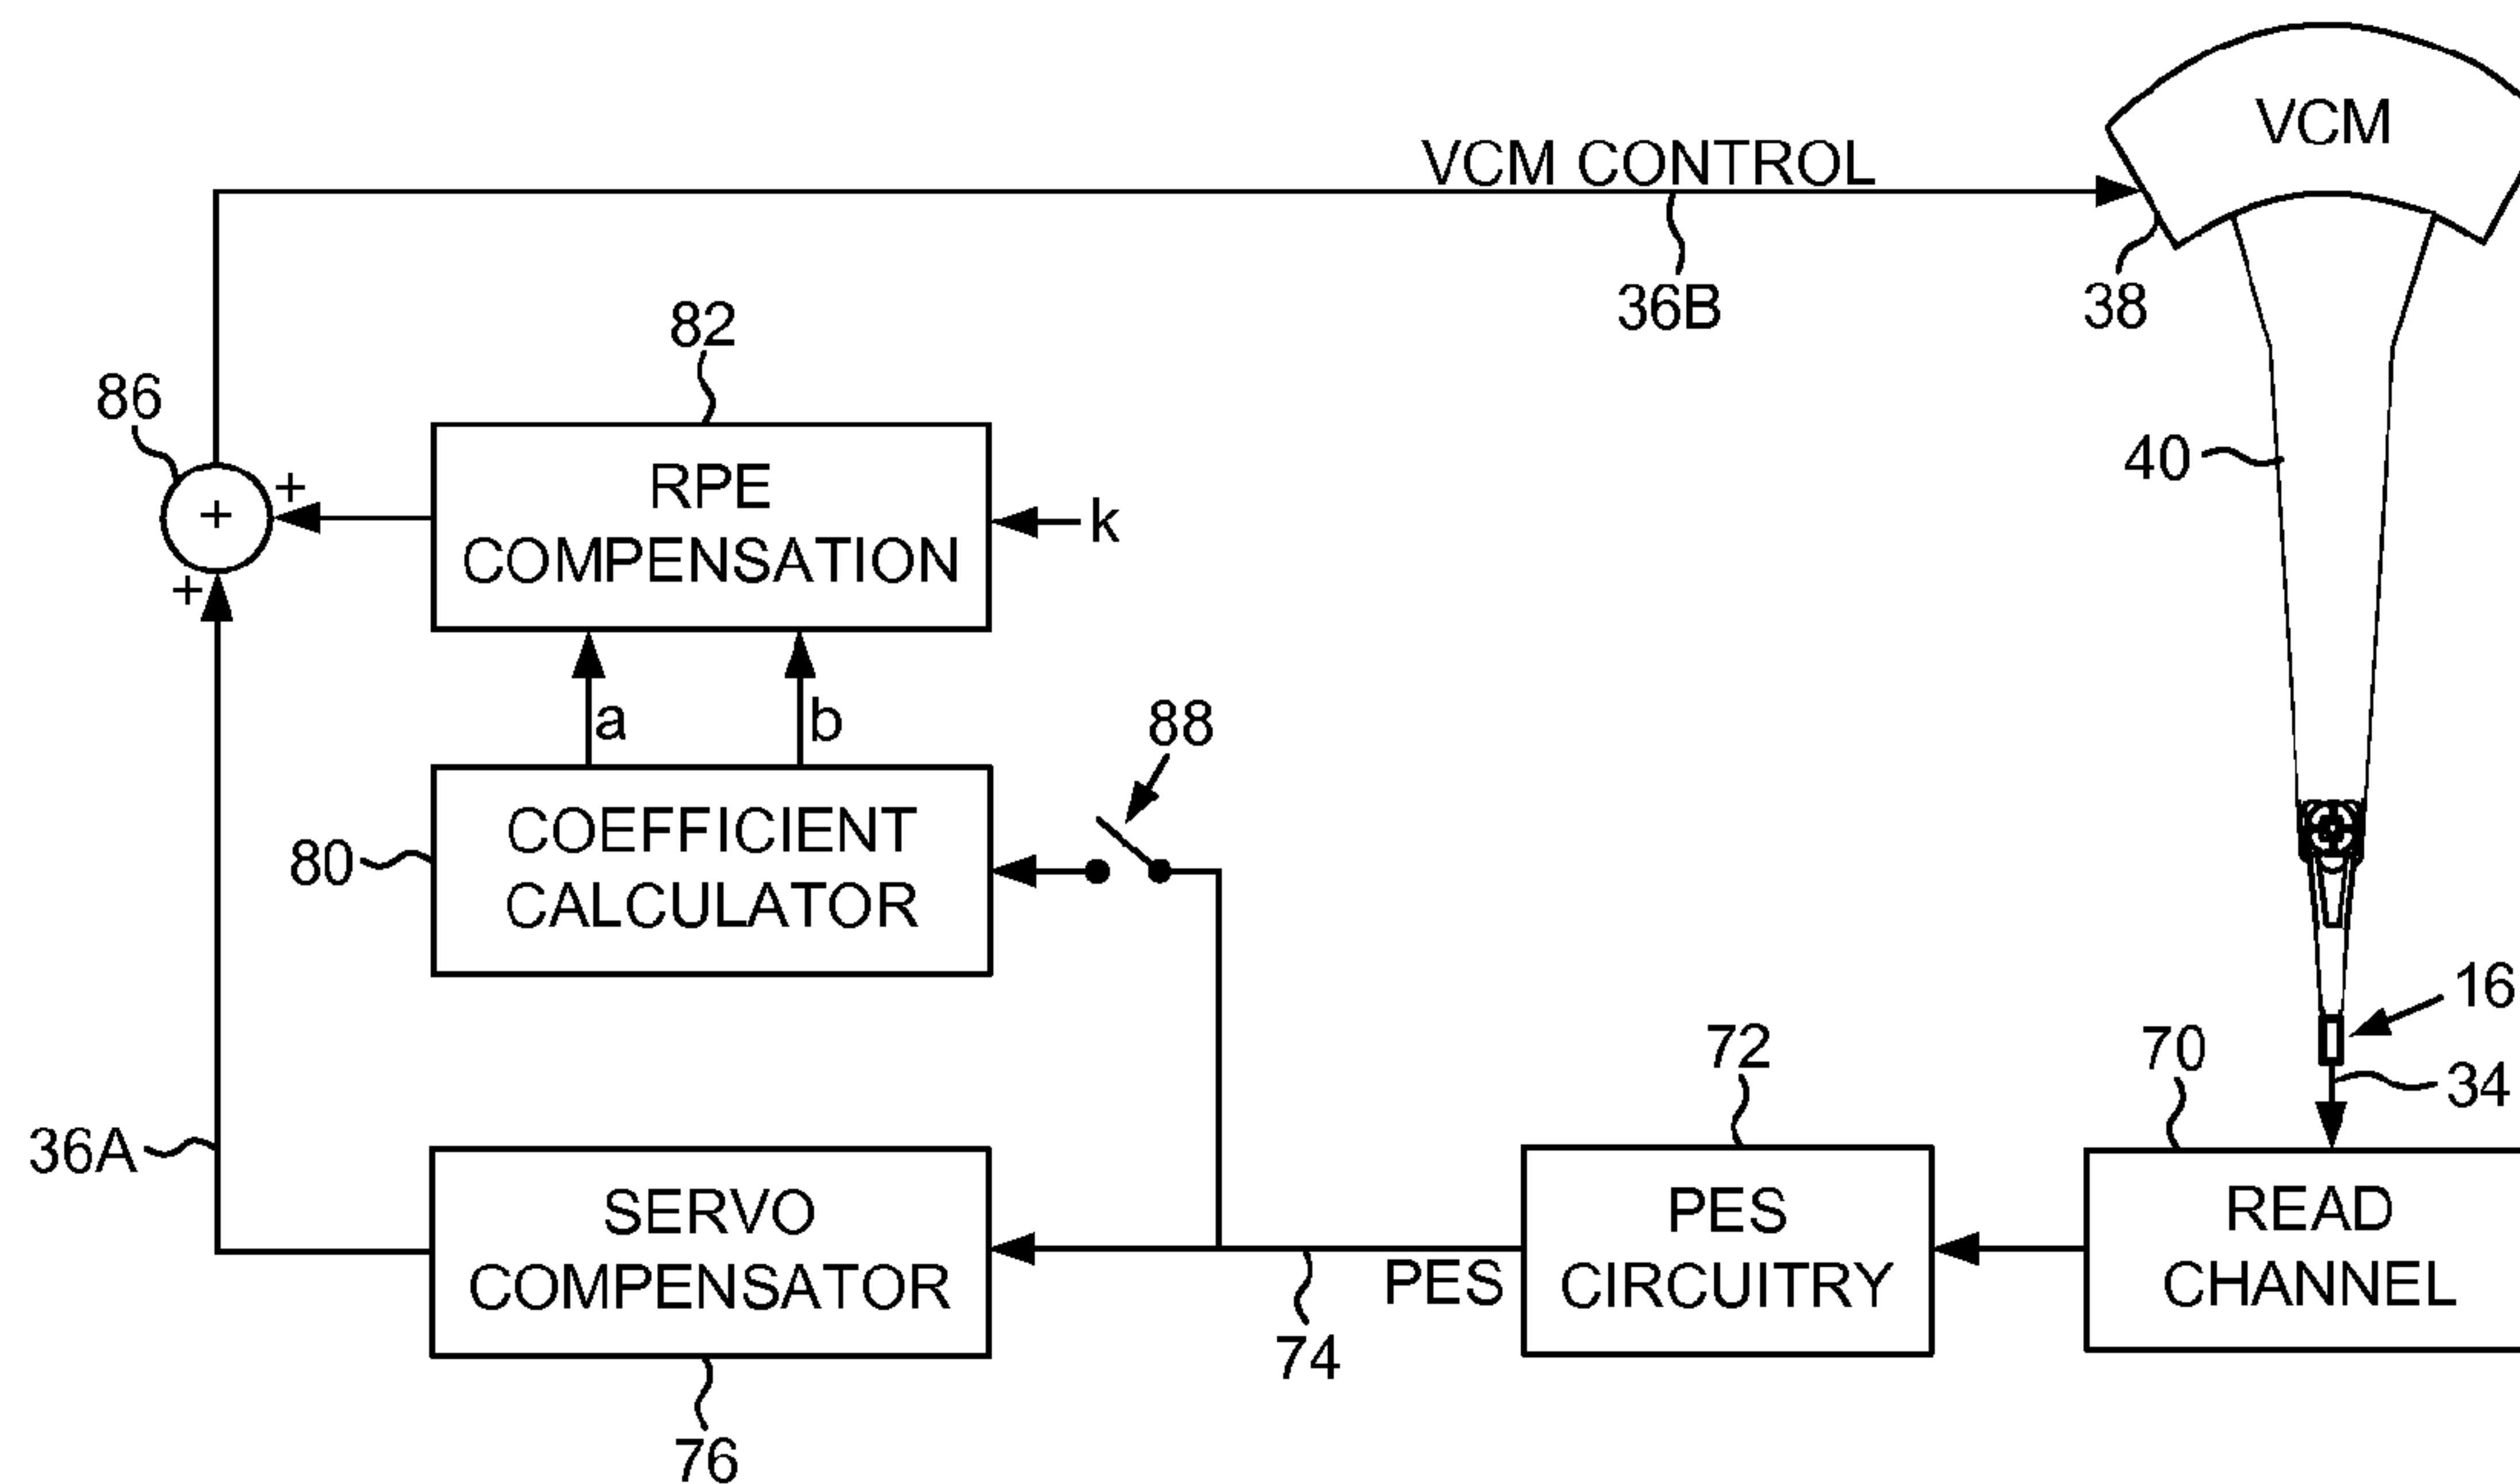 VCM
VCM CONTROL
36B
38
82
86
+
+
+
RPE
COMPENSATION
k
40
a
b
88
80
COEFFICIENT
CALCULATOR
16
34
72
70
36A
SERVO
COMPENSATOR
PES
74
PES
CIRCUITRY
READ
CHANNEL
76